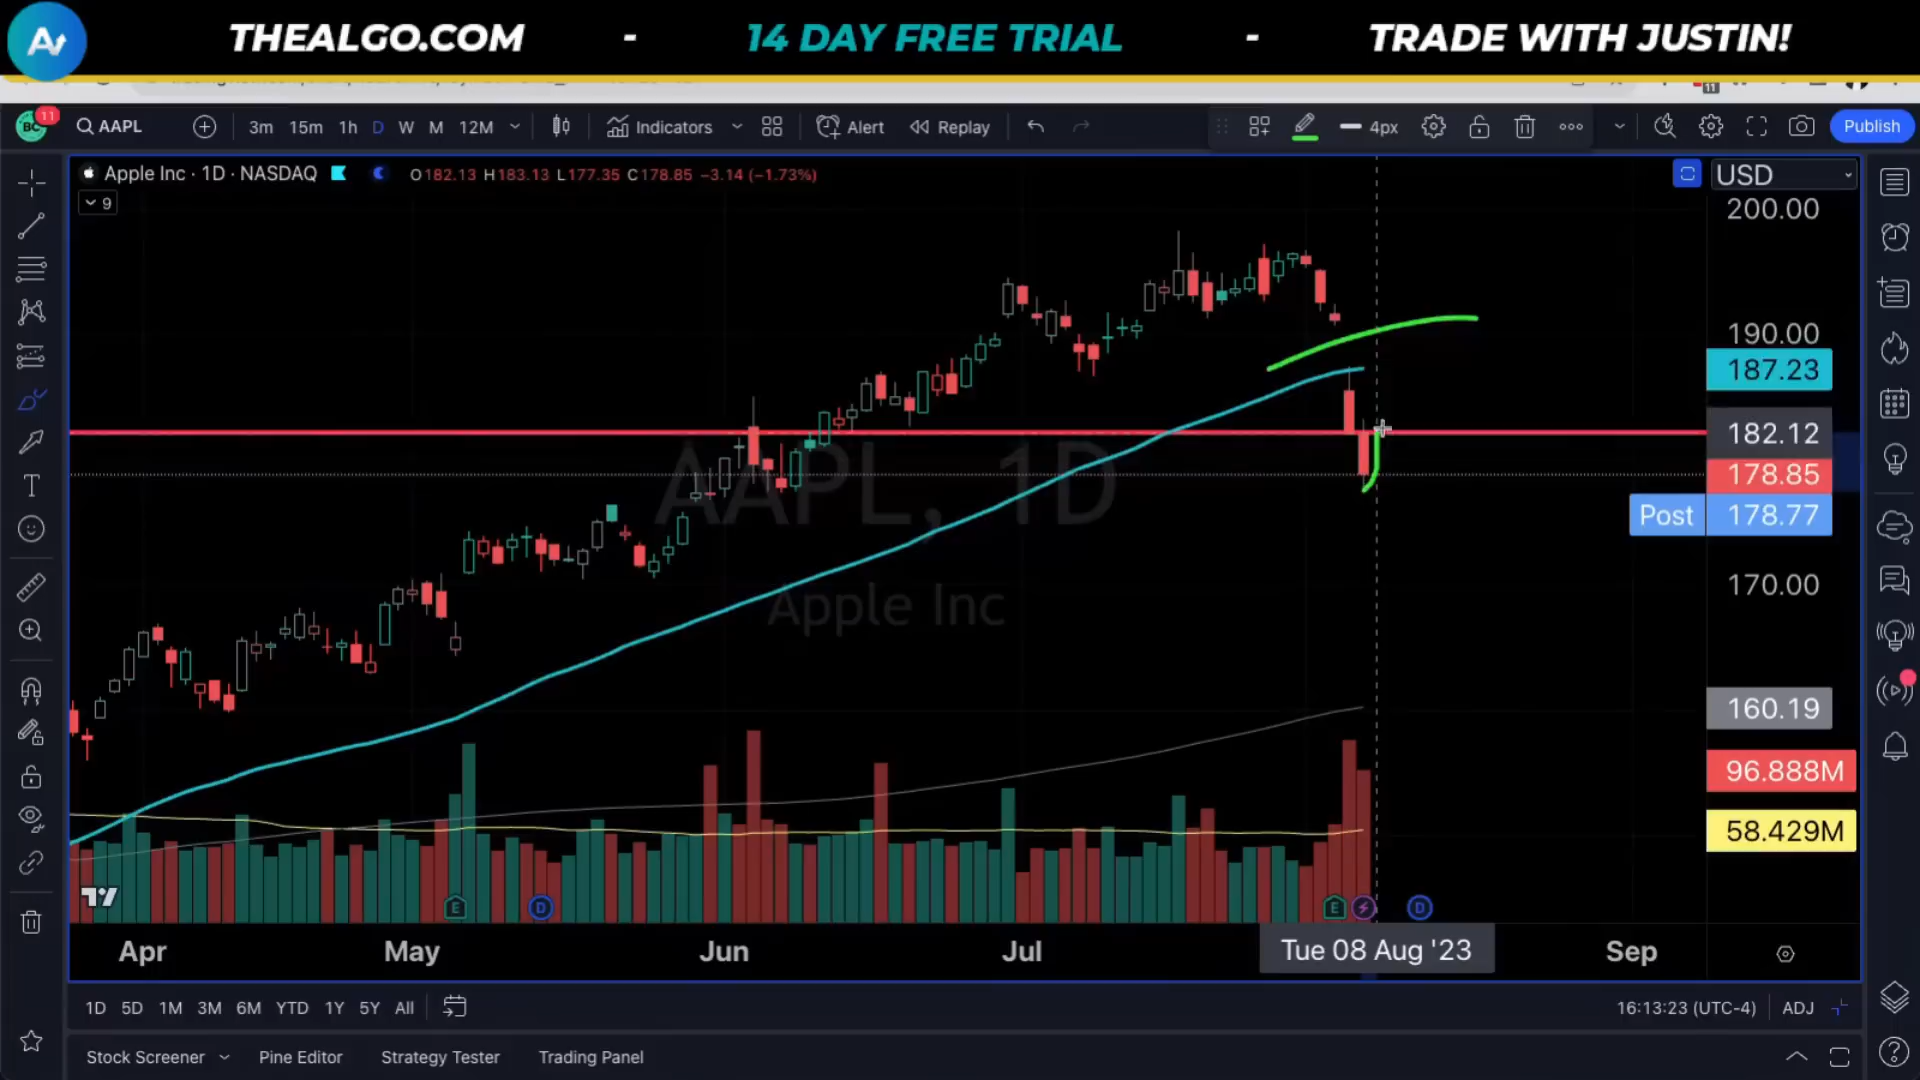 THEALGO.COM - 14 DAY FREE TRIAL - TRADE WITH JUSTIN!
11
11
AAPL 3m 15m 1h D W M 12M Indicators Alert Replay 4px Publish
Apple Inc · 1D · NASDAQ O182.13 H183.13 L177.35 C178.85 −3.14 (−1.73%)
USD
9
200.00
190.00
187.23
182.12
178.85
Post 178.77
170.00
160.19
96.888M
58.429M
AAPL, 1D
Apple Inc
E D E D
Apr May Jun Jul Tue 08 Aug '23 Sep
1D 5D 1M 3M 6M YTD 1Y 5Y All 16:13:23 (UTC-4) ADJ
Stock Screener Pine Editor Strategy Tester Trading Panel